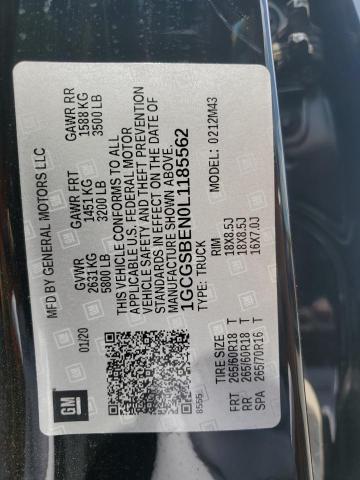 GM
MFD BY GENERAL MOTORS LLC
01/20
GVWR
2631 KG
5800 LB
GAWR FRT
1451 KG
3200 LB
GAWR RR
1588 KG
3500 LB
THIS VEHICLE CONFORMS TO ALL
APPLICABLE U.S. FEDERAL MOTOR
VEHICLE SAFETY AND THEFT PREVENTION
STANDARDS IN EFFECT ON THE DATE OF
MANUFACTURE SHOWN ABOVE.
1GCGSBEN0L1185562
TYPE: TRUCK
MODEL: 0212M43
8555
TIRE SIZE
RIM
FRT 265/60R18 T 18X8.5J
RR 265/60R18 T 18X8.5J
SPA 265/70R16 T 16X7.0J